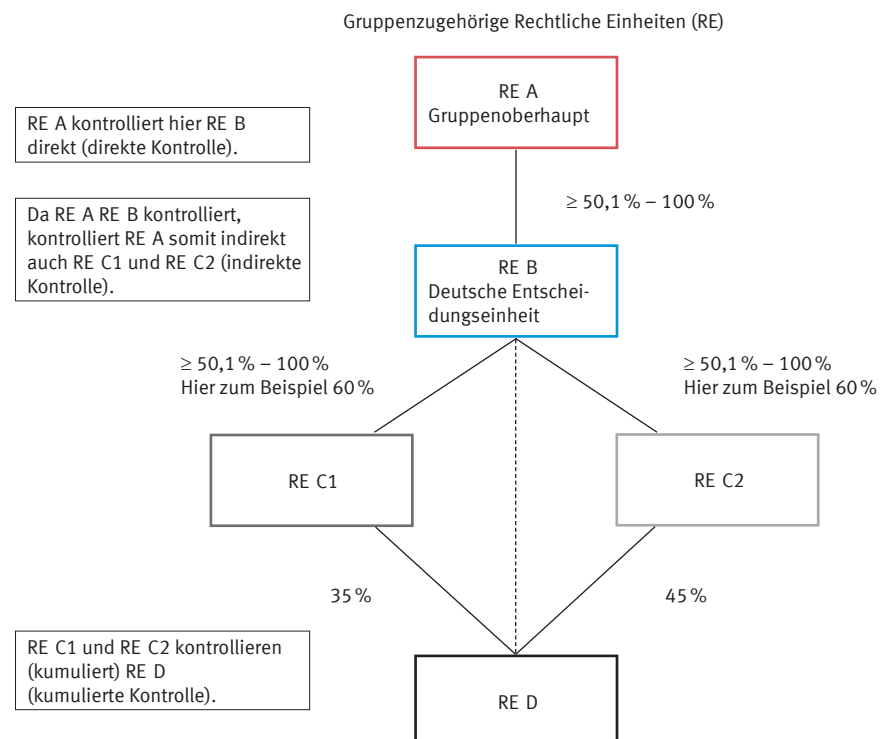 Gruppenzugehörige Rechtliche Einheiten (RE)
RE A
Gruppenoberhaupt
RE A kontrolliert hier RE B
direkt (direkte Kontrolle).
≥ 50,1 % – 100 %
Da RE A RE B kontrolliert,
kontrolliert RE A somit indirekt
auch RE C1 und RE C2 (indirekte
Kontrolle).
RE B
Deutsche Entschei-
dungseinheit
≥ 50,1 % – 100 %
Hier zum Beispiel 60 %
≥ 50,1 % – 100 %
Hier zum Beispiel 60 %
RE C1
RE C2
35 %
45 %
RE C1 und RE C2 kontrollieren
(kumuliert) RE D
(kumulierte Kontrolle).
RE D